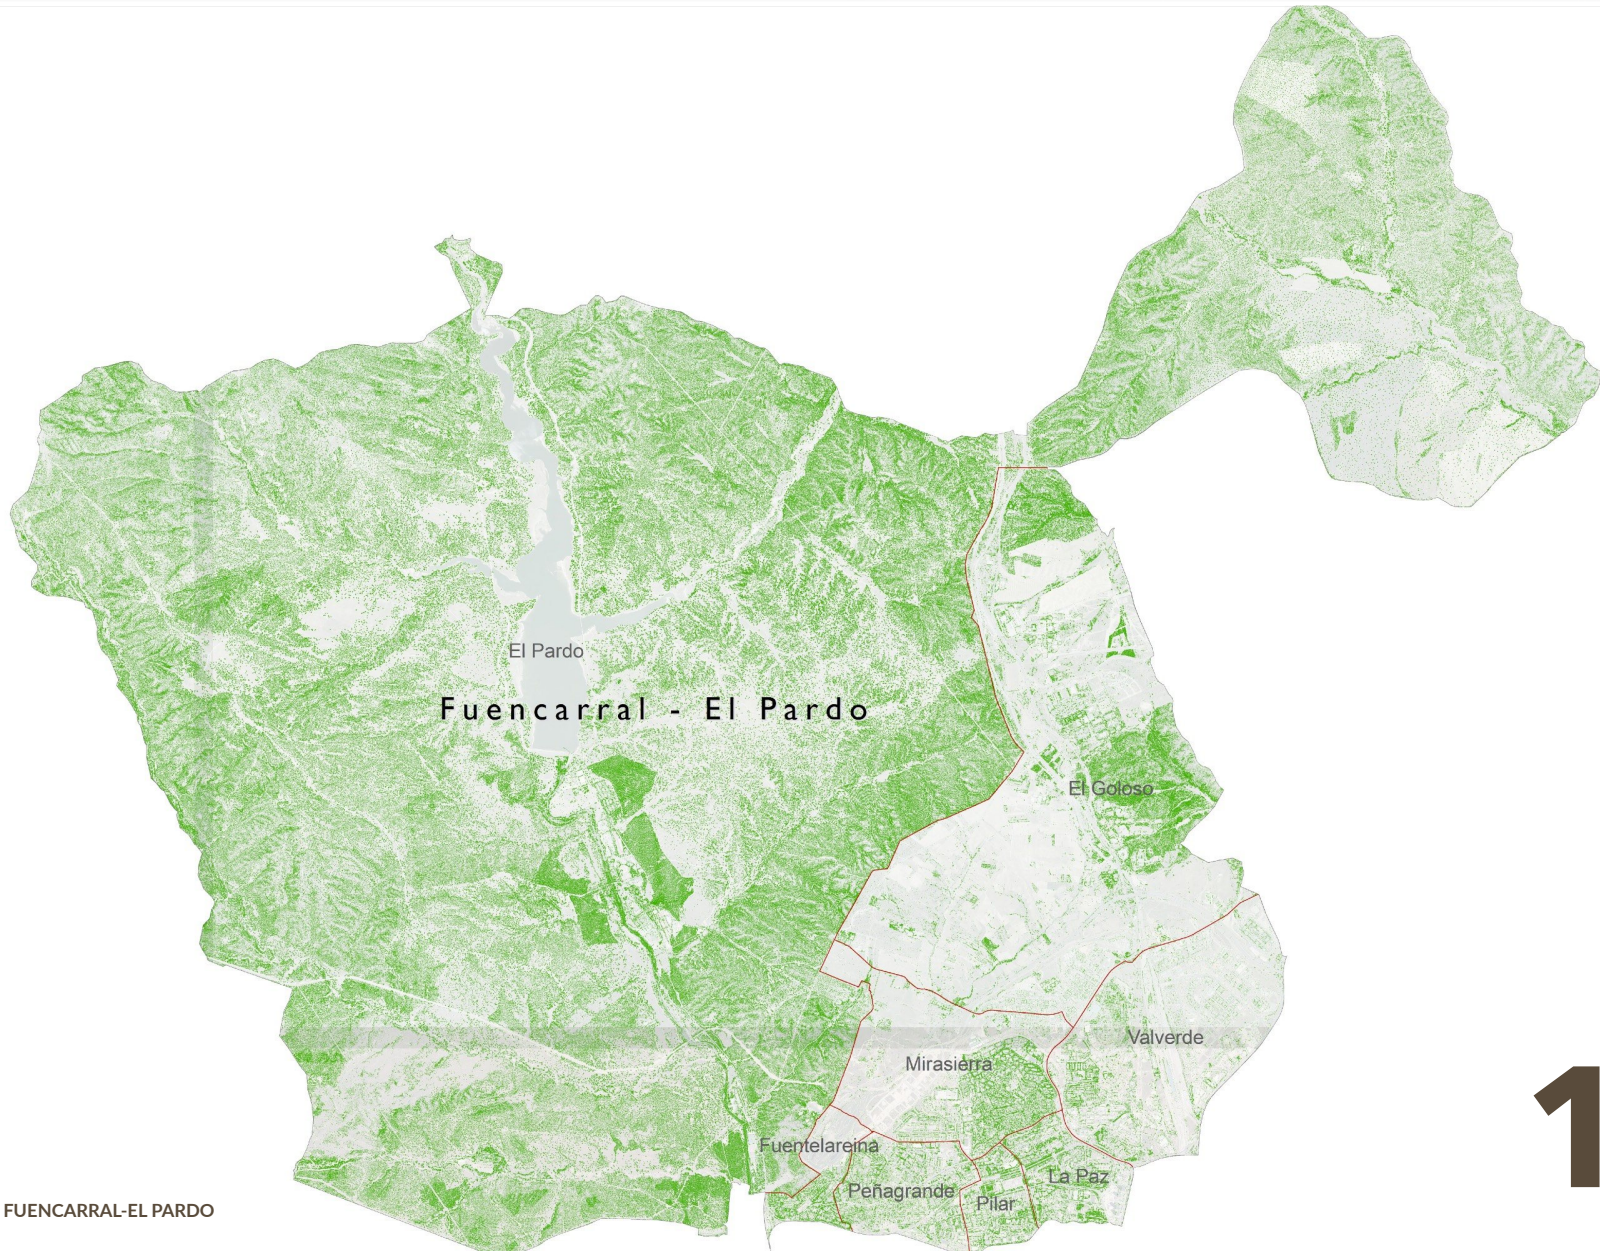 El Pardo
Fuencarral - El Pardo
El Goloso
Valverde
Mirasierra
Fuentelareina
La Paz
Peñagrande
Pilar
1
FUENCARRAL-EL PARDO